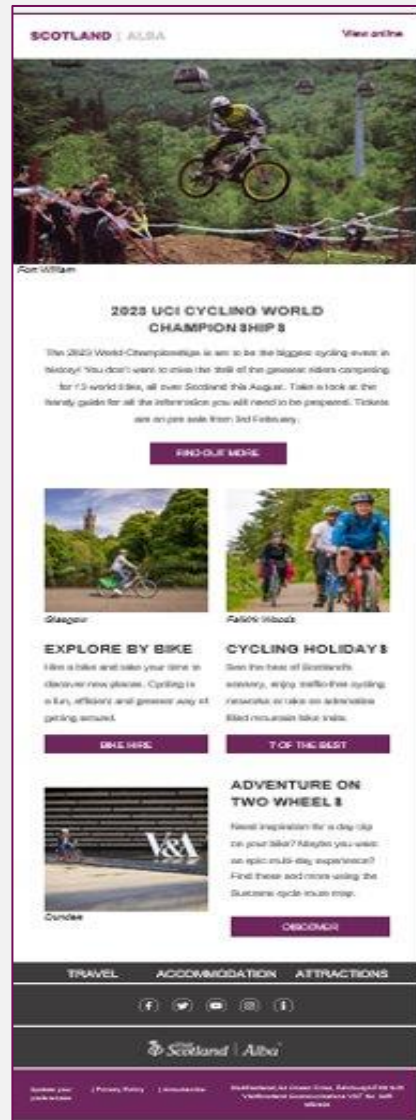 SCOTLAND | ALBA
View online
Fort William
2023 UCI CYCLING WORLD
CHAMPIONSHIPS
The 2023 World Championships is set to be the biggest cycling event in
history! You don't want to miss the thrill of the greatest riders competing
for 13 world titles, all over Scotland this August. Take a look at the
handy guide for all the information you will need to be prepared. Tickets
are on pre sale from 3rd February.
FIND OUT MORE
Glasgow
Falkirk Woods
EXPLORE BY BIKE
Hire a bike and take your time to
discover new places. Cycling is
a fun, efficient and greener way of
getting around.
BIKE HIRE
CYCLING HOLIDAYS
See the best of Scotland's
scenery, enjoy traffic-free cycling
networks or take on adrenaline
filled mountain bike trails.
7 OF THE BEST
V&A
Dundee
ADVENTURE ON
TWO WHEELS
Need inspiration for a day trip
on your bike? Maybe you want
an epic multi-day experience?
Find these and more using the
Sustrans cycle route map.
DISCOVER
TRAVEL ACCOMMODATION ATTRACTIONS
Scotland | Alba
Update your
preferences
| Privacy Policy
| Unsubscribe